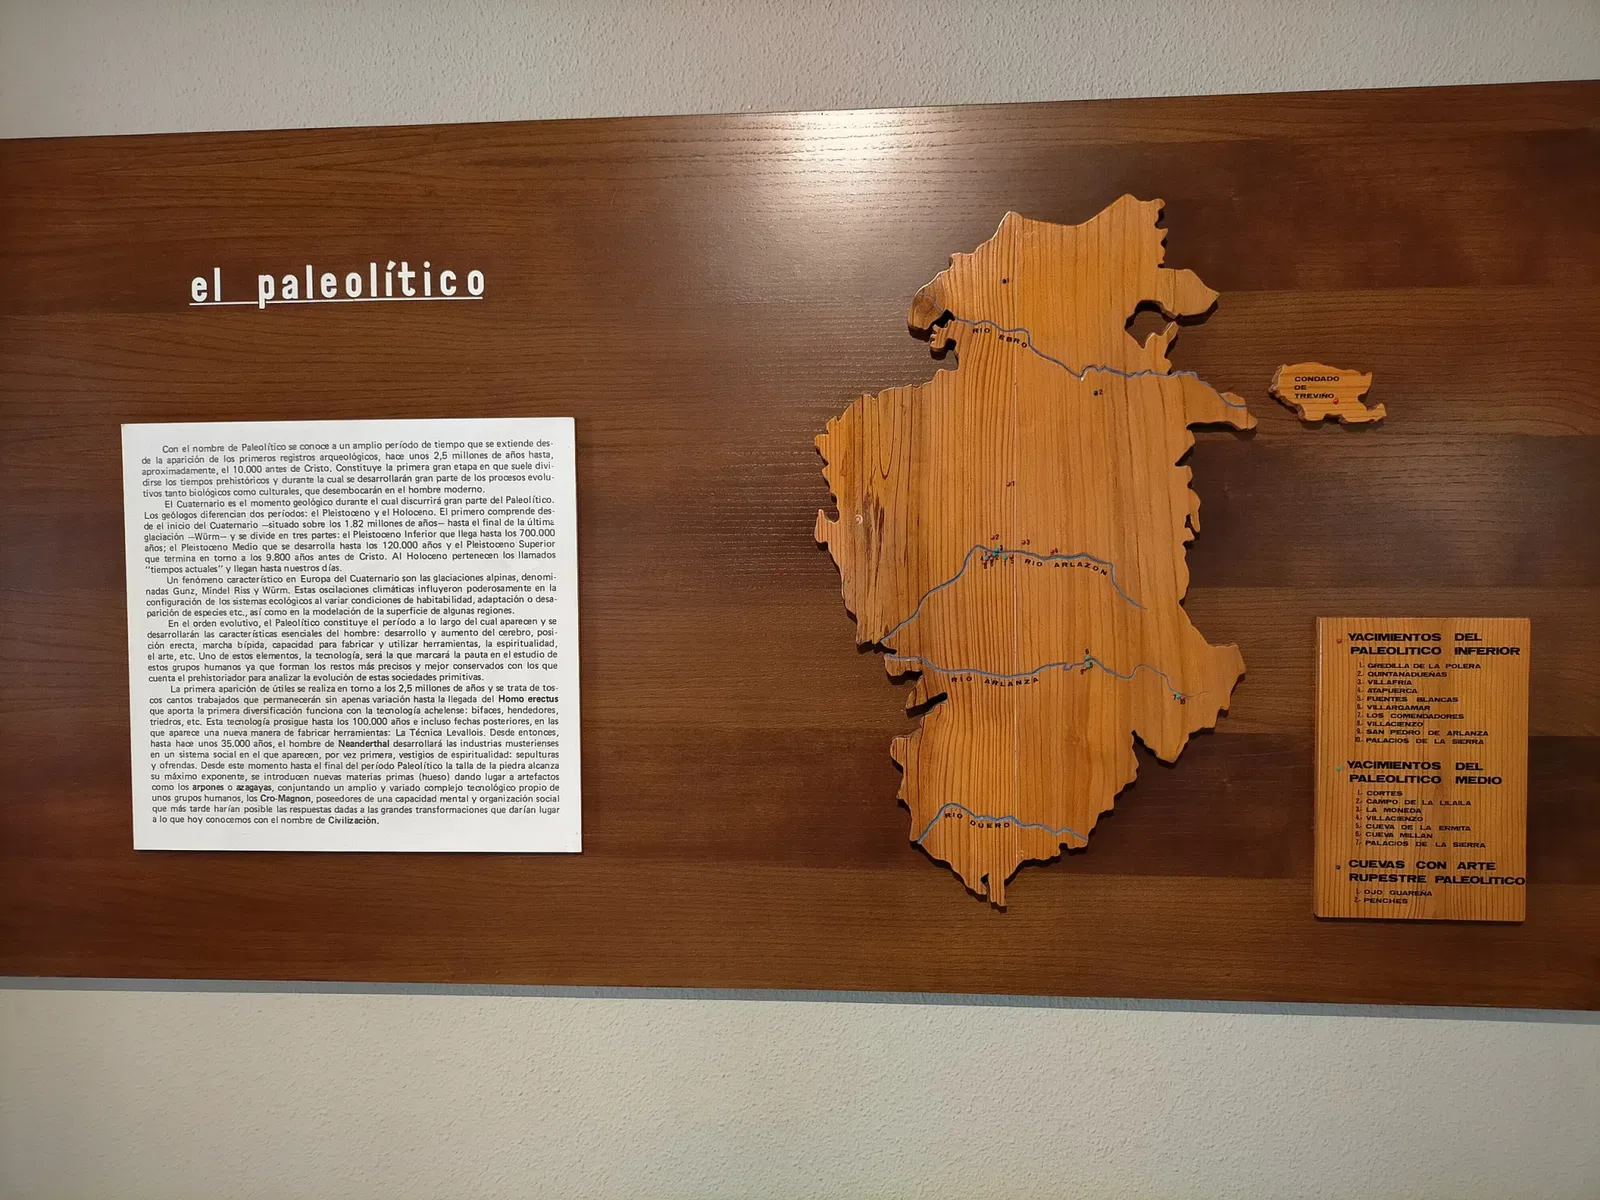 el paleolítico
Con el nombre de Paleolítico se conoce a un amplio período de tiempo que se extiende des-
de la aparición de los primeros registros arqueológicos, hace unos 2,5 millones de años hasta,
aproximadamente, el 10.000 antes de Cristo. Constituye la primera gran etapa en que suele divi-
dirse los tiempos prehistóricos y durante la cual se desarrollarán gran parte de los procesos evolu-
tivos tanto biológicos como culturales, que desembocarán en el hombre moderno.
El Cuaternario es el momento geológico durante el cual discurrirá gran parte del Paleolítico.
Los geólogos diferencian dos períodos: el Pleistoceno y el Holoceno. El primero comprende des-
de el inicio del Cuaternario —situado sobre los 1.82 millones de años— hasta el final de la última
glaciación —Würm— y se divide en tres partes: el Pleistoceno Inferior que llega hasta los 700.000
años; el Pleistoceno Medio que se desarrolla hasta los 120.000 años y el Pleistoceno Superior
que termina en torno a los 9.800 años antes de Cristo. Al Holoceno pertenecen los llamados
"tiempos actuales" y llegan hasta nuestros días.
Un fenómeno característico en Europa del Cuaternario son las glaciaciones alpinas, denomi-
nadas Gunz, Mindel Riss y Würm. Estas oscilaciones climáticas influyeron poderosamente en la
configuración de los sistemas ecológicos al variar condiciones de habitabilidad, adaptación o desa-
parición de especies etc., así como en la modelación de la superficie de algunas regiones.
En el orden evolutivo, el Paleolítico constituye el período a lo largo del cual aparecen y se
desarrollarán las características esenciales del hombre: desarrollo y aumento del cerebro, posi-
ción erecta, marcha bípida, capacidad para fabricar y utilizar herramientas, la espiritualidad,
el arte, etc. Uno de estos elementos, la tecnología, será la que marcará la pauta en el estudio de
estos grupos humanos ya que forman los restos más precisos y mejor conservados con los que
cuenta el prehistoriador para analizar la evolución de estas sociedades primitivas.
La primera aparición de útiles se realiza en torno a los 2,5 millones de años y se trata de tos-
cos cantos trabajados que permanecerán sin apenas variación hasta la llegada del Homo erectus
que aporta la primera diversificación funciona con la tecnología achelense: bifaces, hendedores,
triedros, etc. Esta tecnología prosigue hasta los 100.000 años e incluso fechas posteriores, en las
que aparece una nueva manera de fabricar herramientas: La Técnica Levallois. Desde entonces,
hasta hace unos 35.000 años, el hombre de Neanderthal desarrollará las industrias musterienses
en un sistema social en el que aparecen, por vez primera, vestigios de espiritualidad: sepulturas
y ofrendas. Desde este momento hasta el final del período Paleolítico la talla de la piedra alcanza
su máximo exponente, se introducen nuevas materias primas (hueso) dando lugar a artefactos
como los arpones o azagayas, conjuntando un amplio y variado complejo tecnológico propio de
unos grupos humanos, los Cro-Magnon, poseedores de una capacidad mental y organización social
que más tarde harían posible las respuestas dadas a las grandes transformaciones que darían lugar
a lo que hoy conocemos con el nombre de Civilización.
RIO EBRO
CONDADO
DE
TREVIÑO
RIO ARLAZON
RIO ARLANZA
RIO DUERO
YACIMIENTOS DEL
PALEOLITICO INFERIOR
1- GREDILLA DE LA POLERA
2- QUINTANADUEÑAS
3- VILLAFRIA
4- ATAPUERCA
5- FUENTES BLANCAS
6- VILLARGAMAR
7- LOS COMENDADORES
8- VILLACIENZO
9- SAN PEDRO DE ARLANZA
10- PALACIOS DE LA SIERRA
YACIMIENTOS DEL
PALEOLITICO MEDIO
1- CORTES
2- CAMPO DE LA LILAILA
3- LA MONEDA
4- VILLACIENZO
5- CUEVA DE LA ERMITA
6- CUEVA MILLAN
7- PALACIOS DE LA SIERRA
CUEVAS CON ARTE
RUPESTRE PALEOLITICO
1- OJO GUAREÑA
2- PENCHES